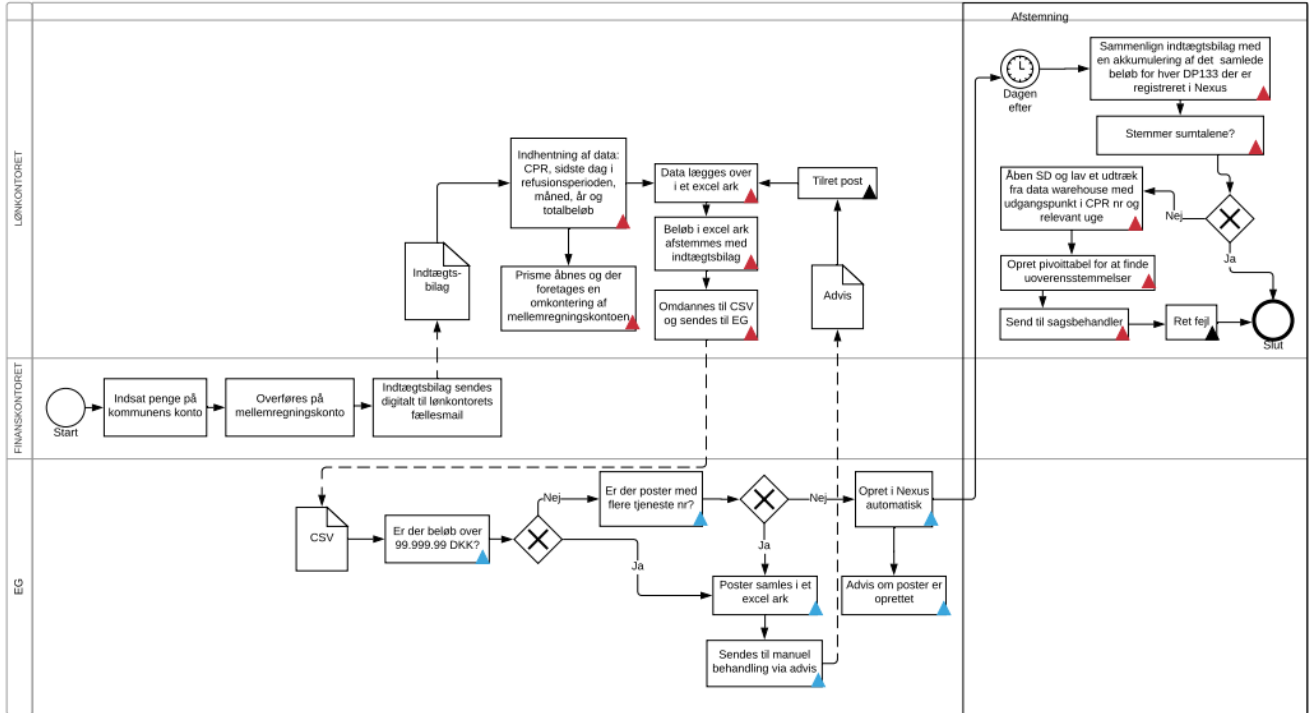 Afstemning
LØNKONTORET
Indtægts-
bilag
Indhentning af data:
CPR, sidste dag i
refusionsperioden,
måned, år og
totalbeløb
Prisme åbnes og der
foretages en
omkontering af
mellemregningskontoen
Data lægges over
i et excel ark
Beløb i excel ark
afstemmes med
indtægtsbilag
Omdannes til CSV
og sendes til EG
Tilret post
Advis
Dagen
efter
Sammenlign indtægtsbilag med
en akkumulering af det samlede
beløb for hver DP133 der er
registreret i Nexus
Stemmer sumtalene?
Nej
Ja
Åben SD og lav et udtræk
fra data warehouse med
udgangspunkt i CPR nr og
relevant uge
Opret pivoittabel for at finde
uoverensstemmelser
Send til sagsbehandler
Ret fejl
Slut
FINANSKONTORET
Start
Indsat penge på
kommunens konto
Overføres på
mellemregningskonto
Indtægtsbilag sendes
digitalt til lønkontorets
fællesmail
EG
CSV
Er der beløb over
99.999.99 DKK?
Nej
Ja
Er der poster med
flere tjeneste nr?
Nej
Ja
Opret i Nexus
automatisk
Poster samles i et
excel ark
Advis om poster er
oprettet
Sendes til manuel
behandling via advis